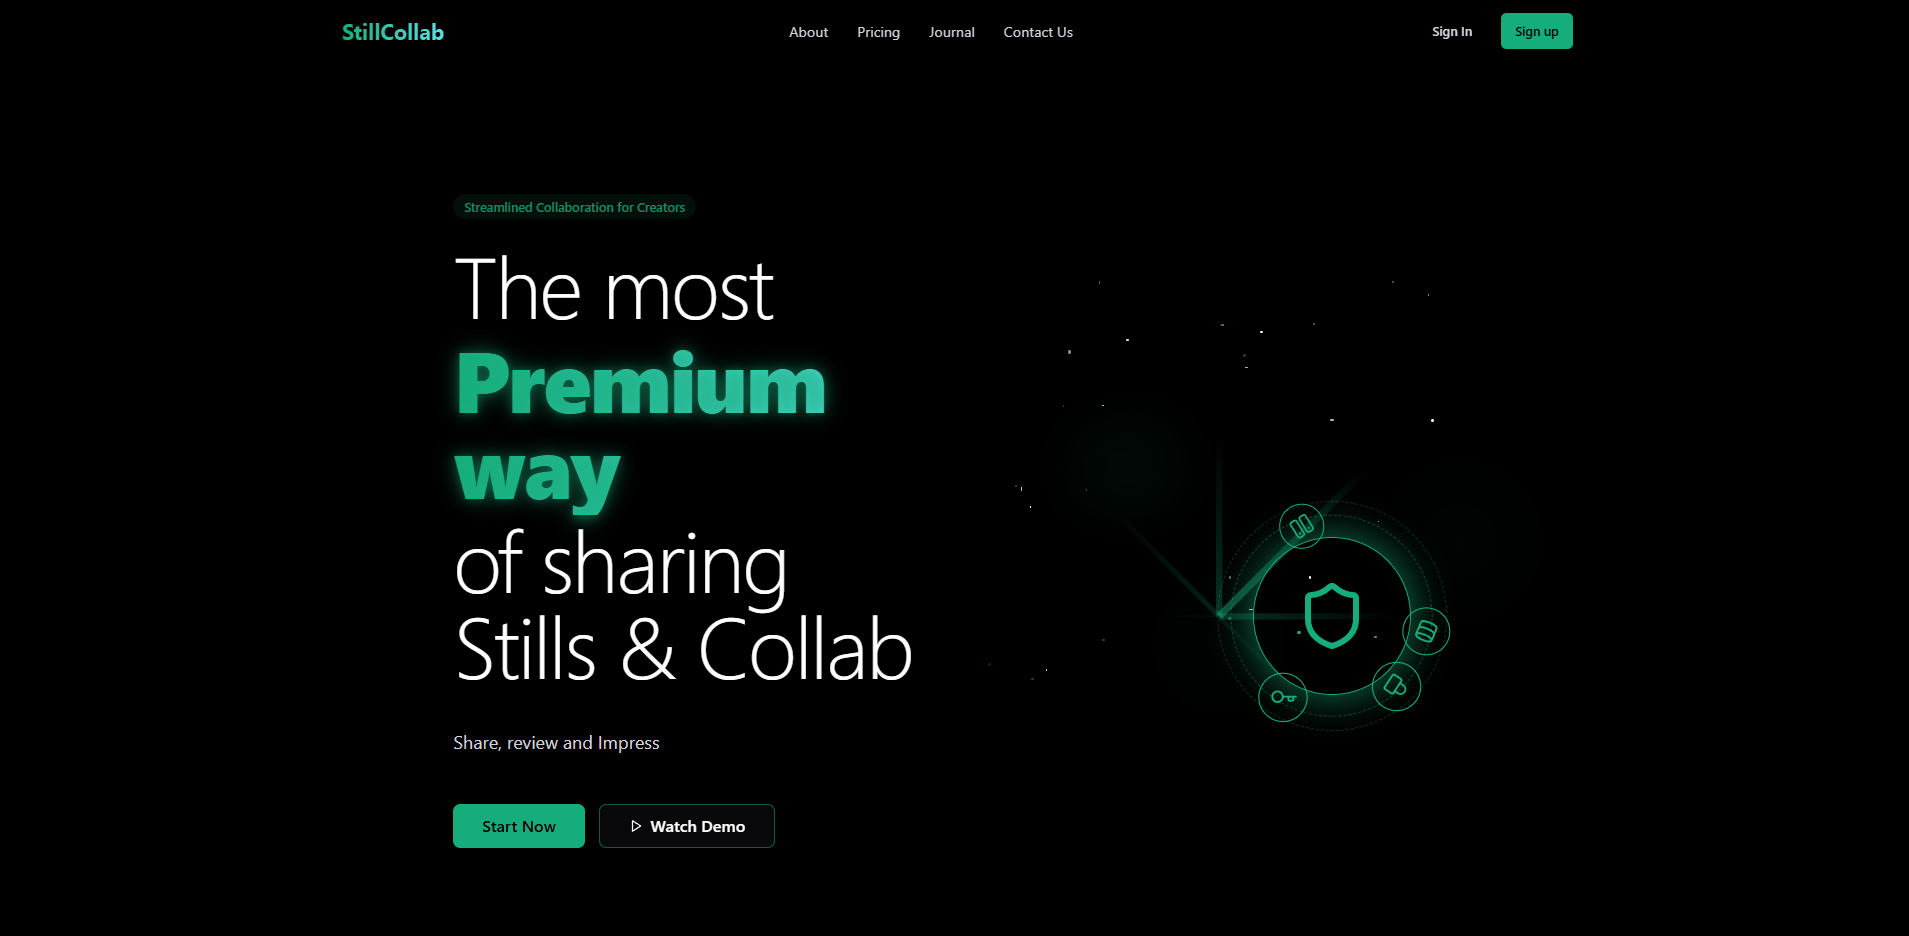 StillCollab
About
Pricing
Journal
Contact Us
Sign In
Sign up
Streamlined Collaboration for Creators
The most
Premium
way
of sharing
Stills & Collab
Share, review and Impress
Start Now
Watch Demo